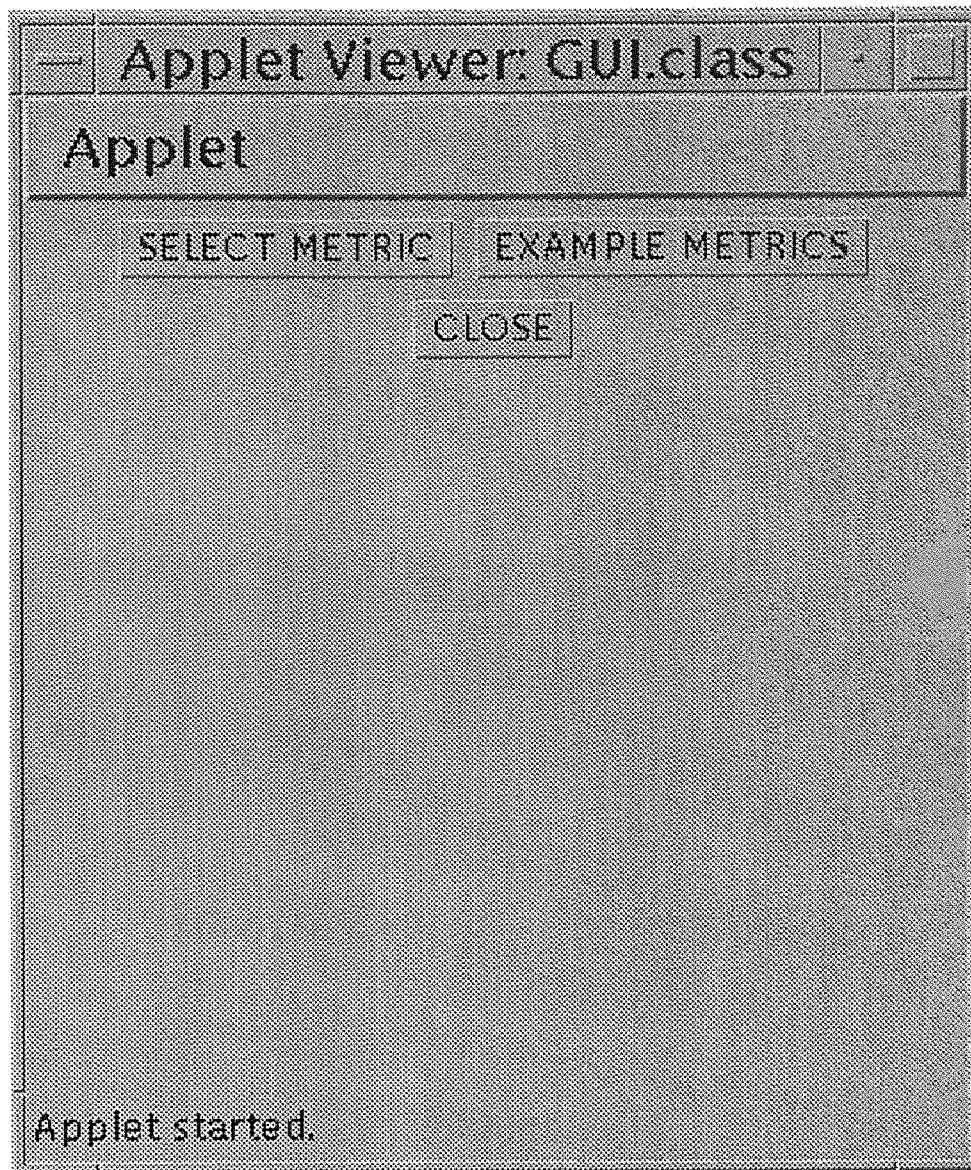 Applet Viewer: GUI.class
Applet
SELECT METRIC EXAMPLE METRICS
CLOSE
Applet started.